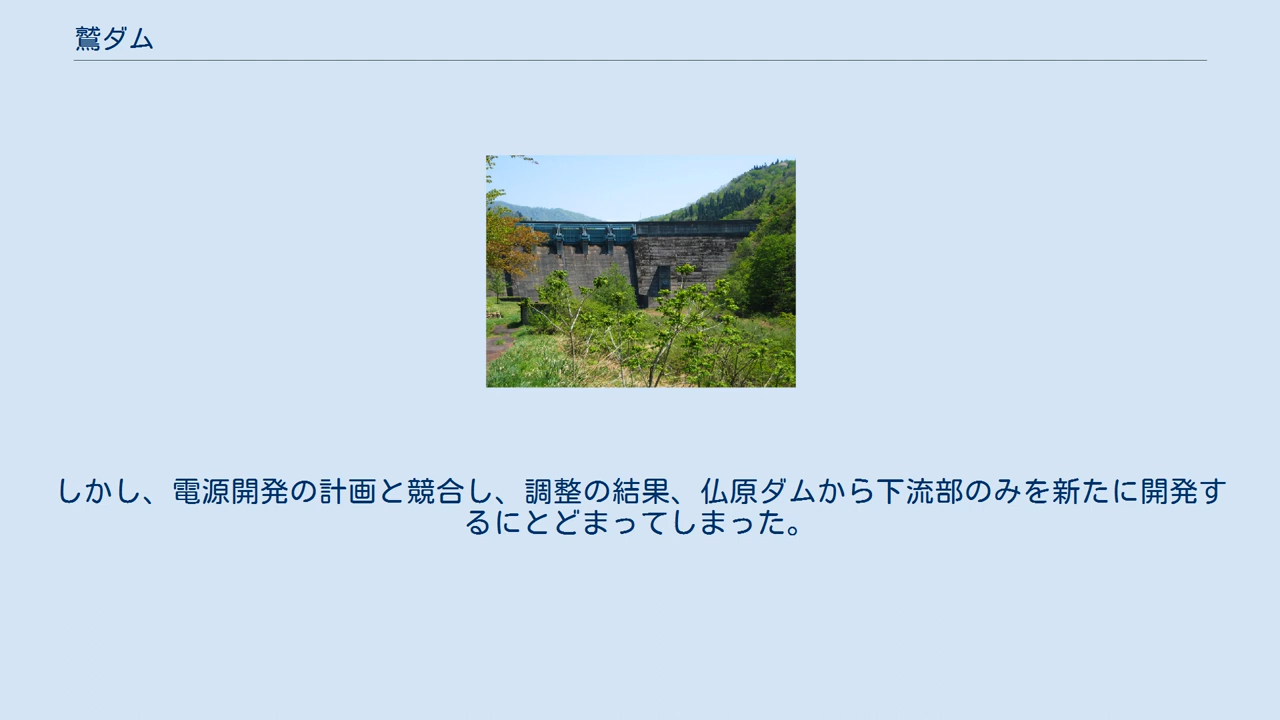 鷲ダム
しかし、電源開発の計画と競合し、調整の結果、仏原ダムから下流部のみを新たに開発す
るにとどまってしまった。